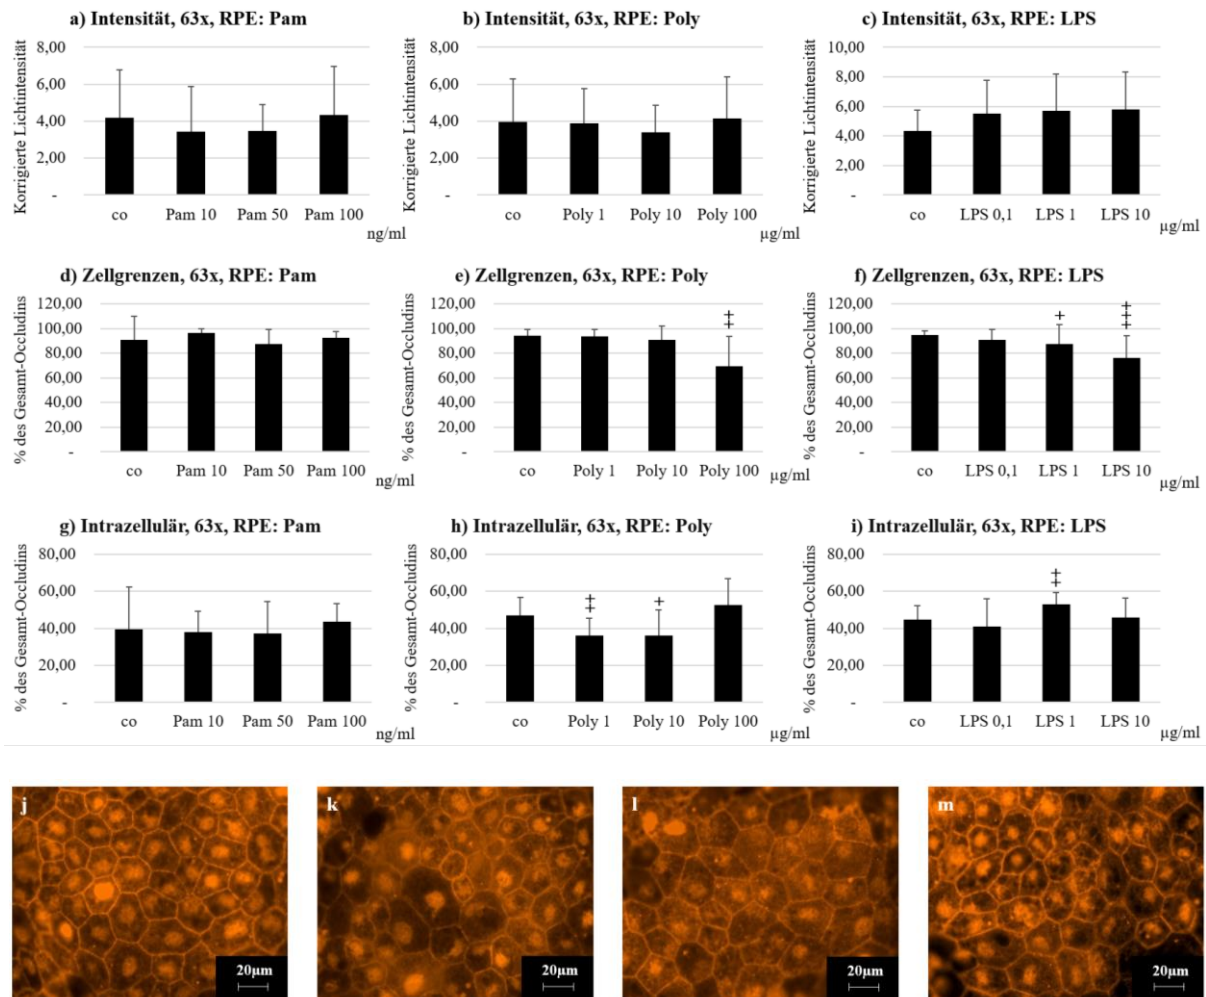 a) Intensität, 63x, RPE: Pam
Korrigierte Lichtintensität
8,00
6,00
4,00
2,00
-
co Pam 10 Pam 50 Pam 100
ng/ml
b) Intensität, 63x, RPE: Poly
Korrigierte Lichtintensität
8,00
6,00
4,00
2,00
-
co Poly 1 Poly 10 Poly 100
µg/ml
c) Intensität, 63x, RPE: LPS
Korrigierte Lichtintensität
10,00
8,00
6,00
4,00
2,00
-
co LPS 0,1 LPS 1 LPS 10
µg/ml
d) Zellgrenzen, 63x, RPE: Pam
% des Gesamt-Occludins
120,00
100,00
80,00
60,00
40,00
20,00
-
co Pam 10 Pam 50 Pam 100
ng/ml
e) Zellgrenzen, 63x, RPE: Poly
% des Gesamt-Occludins
120,00
100,00
80,00
60,00
40,00
20,00
-
++
co Poly 1 Poly 10 Poly 100
µg/ml
f) Zellgrenzen, 63x, RPE: LPS
% des Gesamt-Occludins
120,00
100,00
80,00
60,00
40,00
20,00
-
+
+++
co LPS 0,1 LPS 1 LPS 10
µg/ml
g) Intrazellulär, 63x, RPE: Pam
% des Gesamt-Occludins
80,00
60,00
40,00
20,00
-
co Pam 10 Pam 50 Pam 100
ng/ml
h) Intrazellulär, 63x, RPE: Poly
% des Gesamt-Occludins
80,00
60,00
40,00
20,00
-
++
+
co Poly 1 Poly 10 Poly 100
µg/ml
i) Intrazellulär, 63x, RPE: LPS
% des Gesamt-Occludins
80,00
60,00
40,00
20,00
-
++
co LPS 0,1 LPS 1 LPS 10
µg/ml
j
20µm
k
20µm
l
20µm
m
20µm